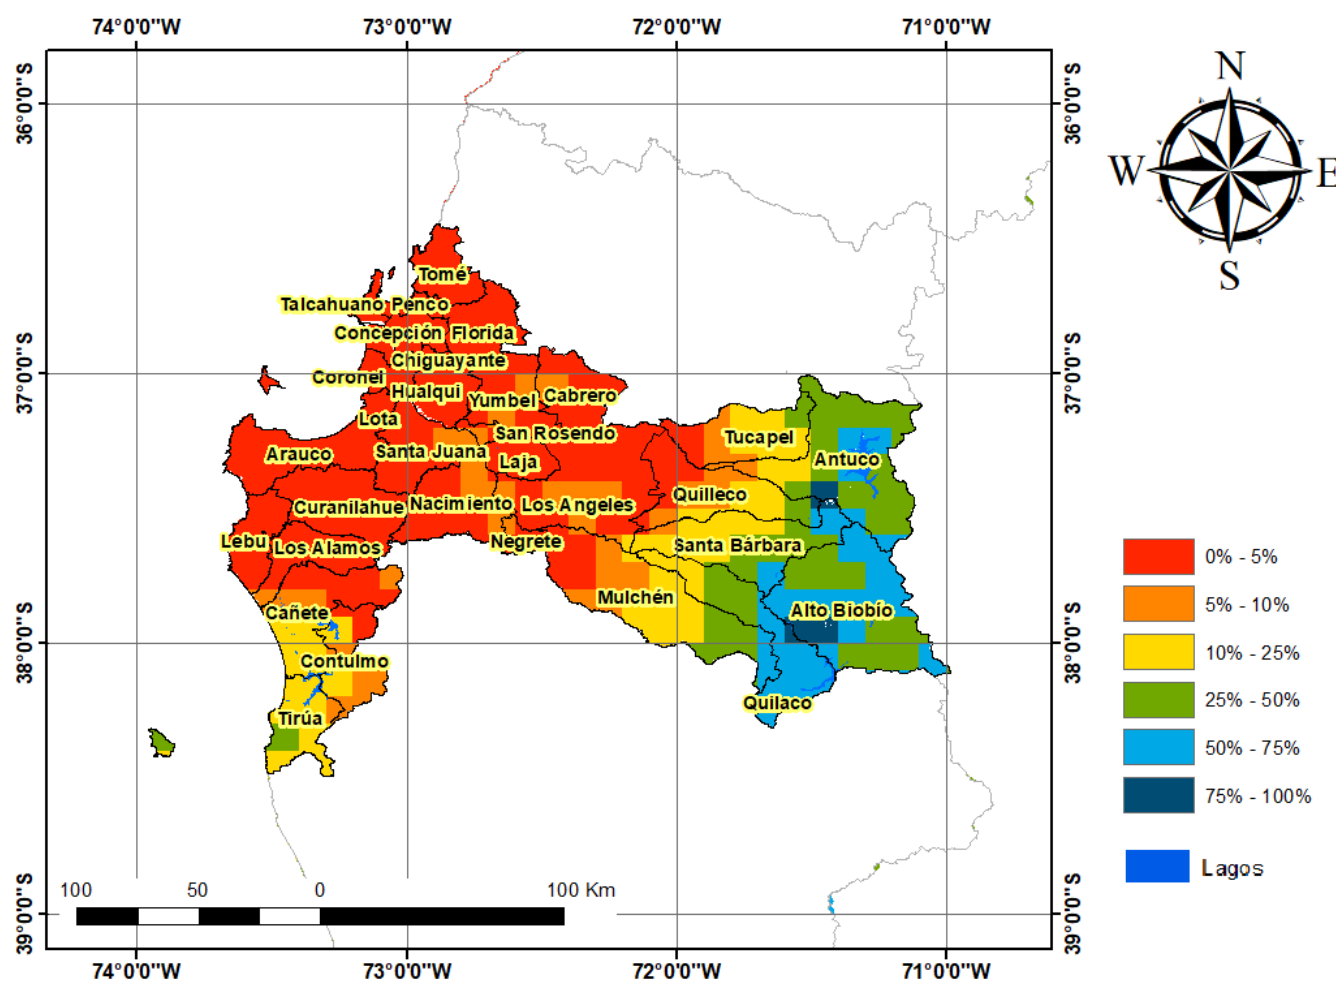 74°0'0"W 73°0'0"W 72°0'0"W 71°0'0"W
36°0'0"S
36°0'0"S
37°0'0"S
37°0'0"S
38°0'0"S
38°0'0"S
39°0'0"S
39°0'0"S
N
W
E
S
Tomé
Talcahuano
Penco
Concepción
Florida
Chiguayante
Coronel
Hualqui
Yumbel
Cabrero
Lota
San Rosendo
Tucapel
Arauco
Santa Juana
Laja
Antuco
Quilleco
Curanilahue
Nacimiento
Los Angeles
Lebu
Los Alamos
Negrete
Santa Bárbara
Mulchén
Alto Biobío
Cañete
Contulmo
Quilaco
Tirúa
0% - 5%
5% - 10%
10% - 25%
25% - 50%
50% - 75%
75% - 100%
Lagos
100 50 0 100 Km
74°0'0"W 73°0'0"W 72°0'0"W 71°0'0"W